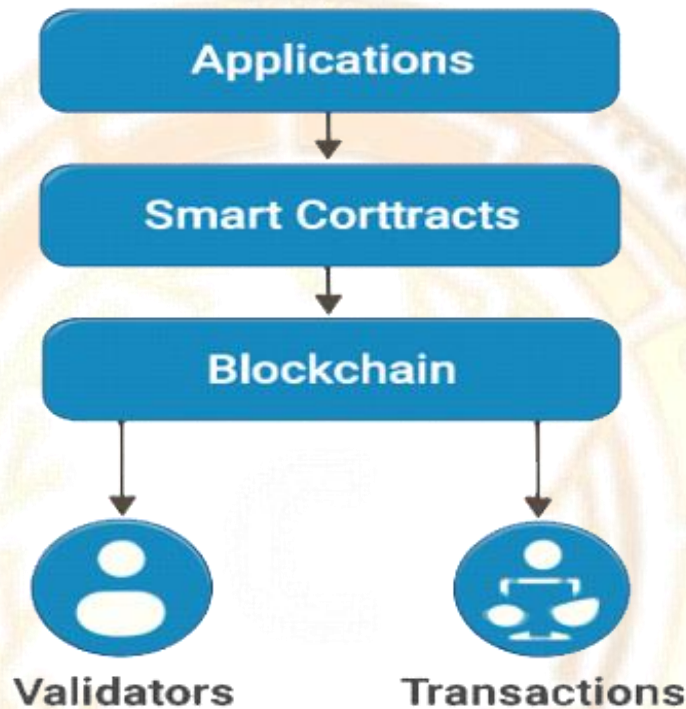 Applications
Smart Corttracts
Blockchain
Validators
Transactions